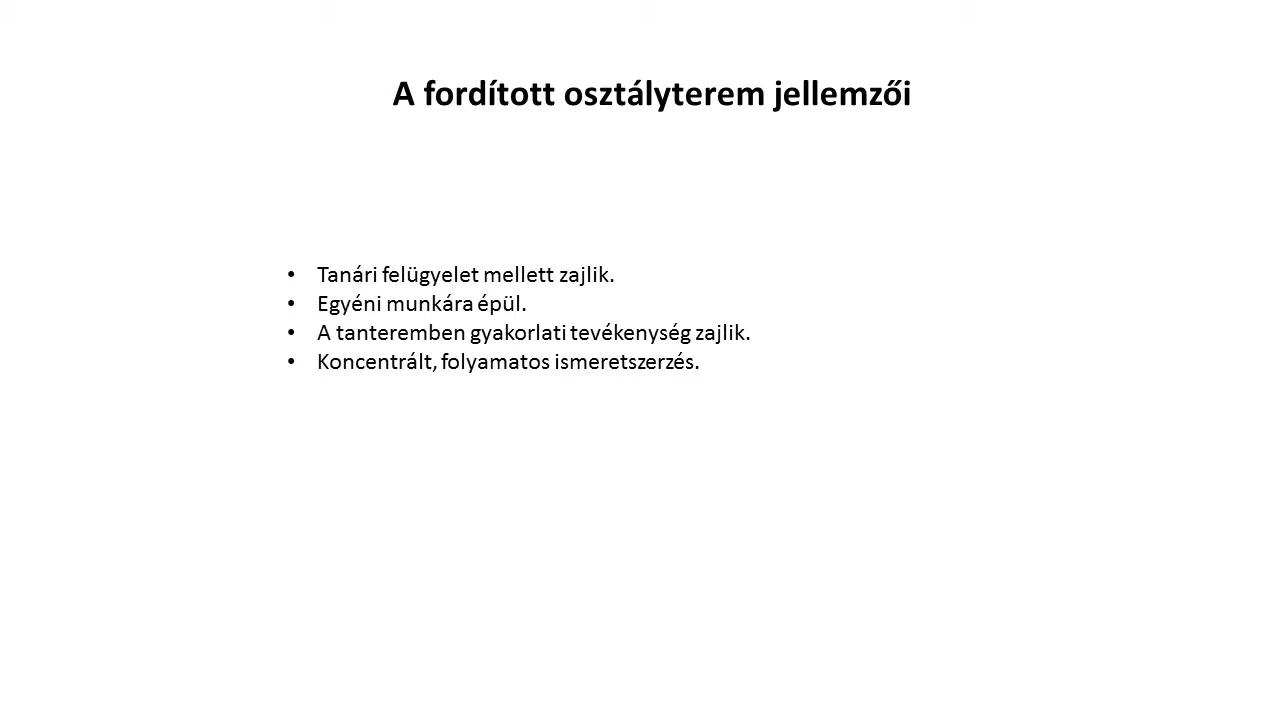 A fordított osztályterem jellemzői
• Tanári felügyelet mellett zajlik.
• Egyéni munkára épül.
• A tanteremben gyakorlati tevékenység zajlik.
• Koncentrált, folyamatos ismeretszerzés.